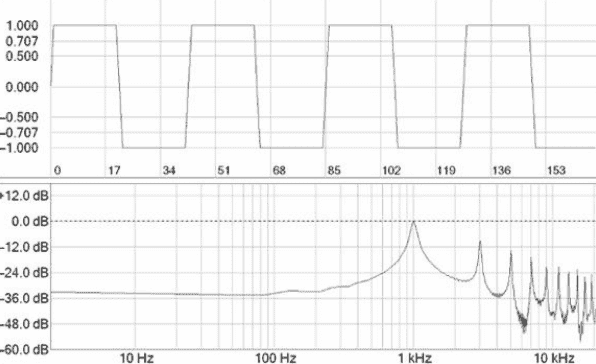 1.000
0.707
0.500
0.000
-0.500
-0.707
-1.000
0 17 34 51 68 85 102 119 136 153
+12.0 dB
0.0 dB
-12.0 dB
-24.0 dB
-36.0 dB
-48.0 dB
-60.0 dB
10 Hz 100 Hz 1 kHz 10 kHz